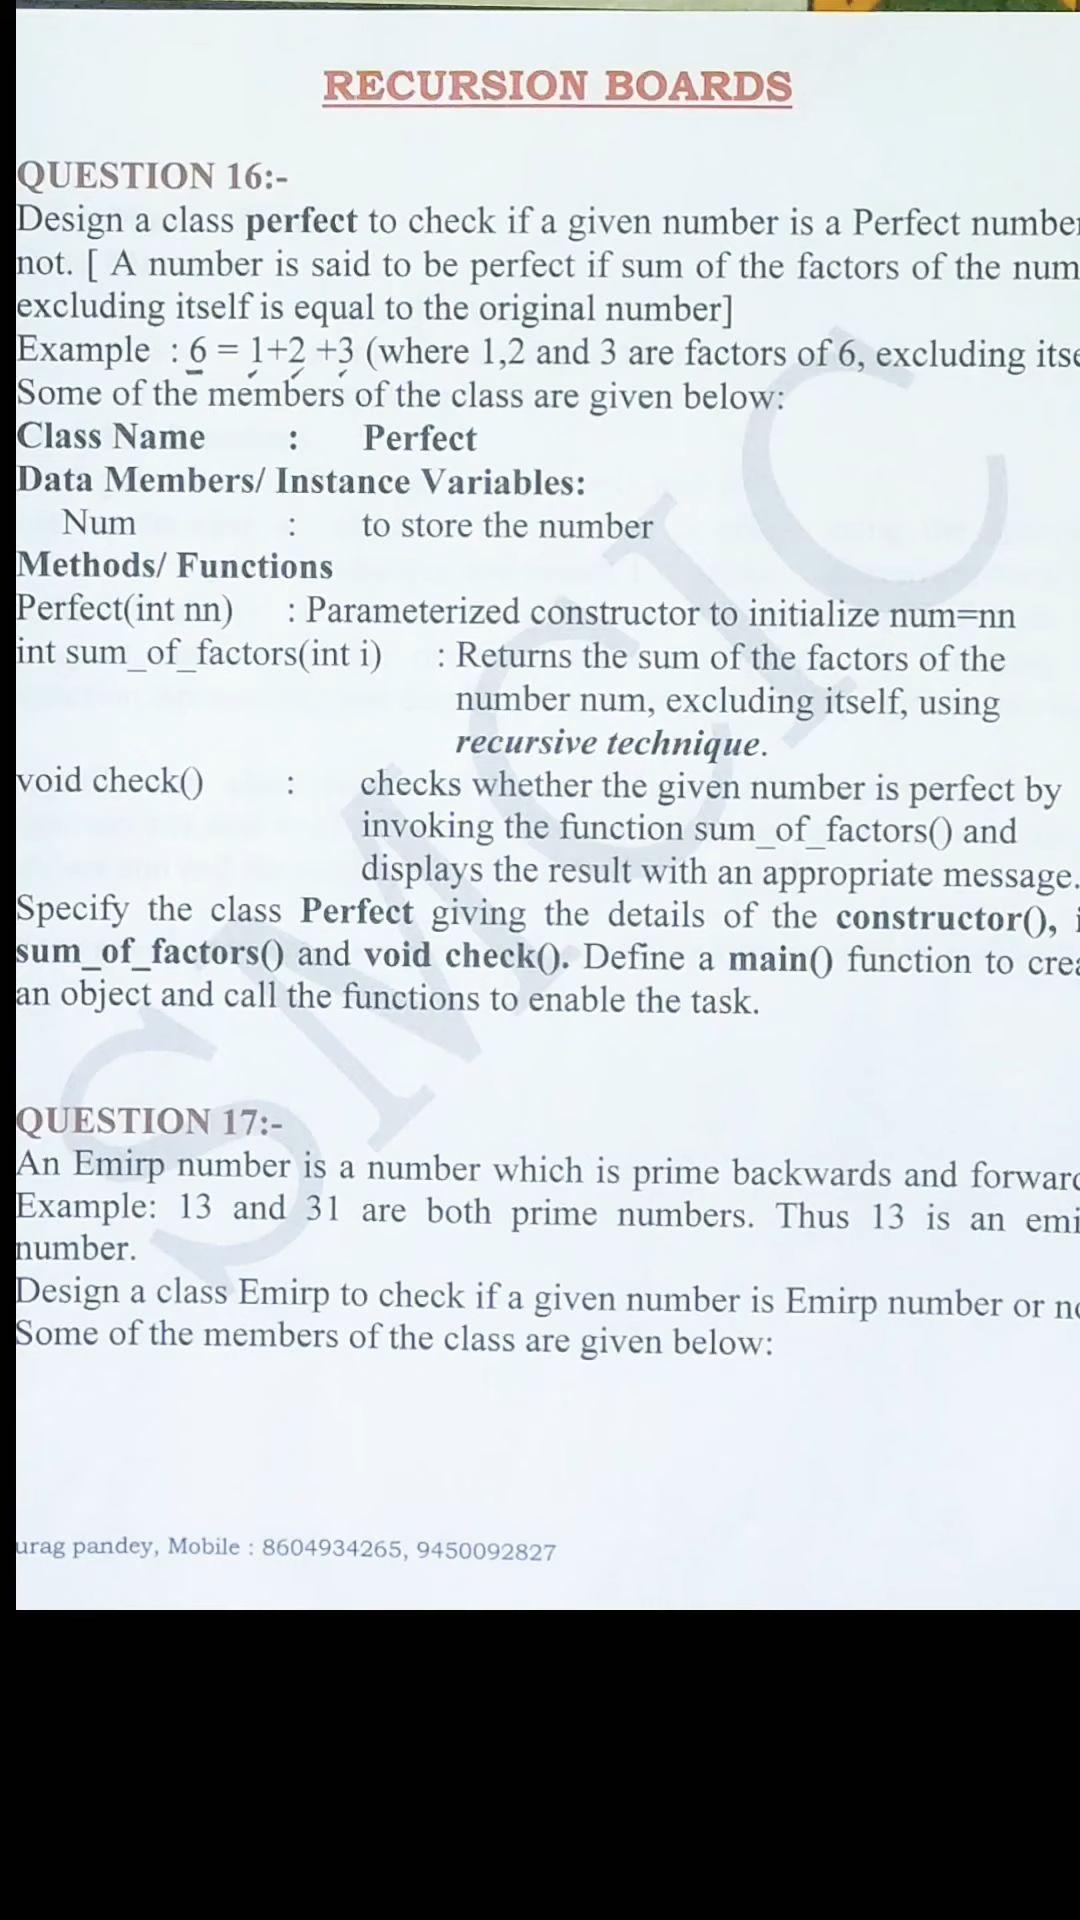 RECURSION BOARDS
QUESTION 16:-
Design a class perfect to check if a given number is a Perfect number
not. [ A number is said to be perfect if sum of the factors of the num
excluding itself is equal to the original number]
Example : 6 = 1+2 +3 (where 1,2 and 3 are factors of 6, excluding itse
Some of the members of the class are given below:
Class Name : Perfect
Data Members/ Instance Variables:
Num : to store the number
Methods/ Functions
Perfect(int nn) : Parameterized constructor to initialize num=nn
int sum_of_factors(int i) : Returns the sum of the factors of the
number num, excluding itself, using
recursive technique.
void check() : checks whether the given number is perfect by
invoking the function sum_of_factors() and
displays the result with an appropriate message.
Specify the class Perfect giving the details of the constructor(), i
sum_of_factors() and void check(). Define a main() function to crea
an object and call the functions to enable the task.
QUESTION 17:-
An Emirp number is a number which is prime backwards and forward
Example: 13 and 31 are both prime numbers. Thus 13 is an emi
number.
Design a class Emirp to check if a given number is Emirp number or no
Some of the members of the class are given below:
urag pandey, Mobile : 8604934265, 9450092827
SMCIC